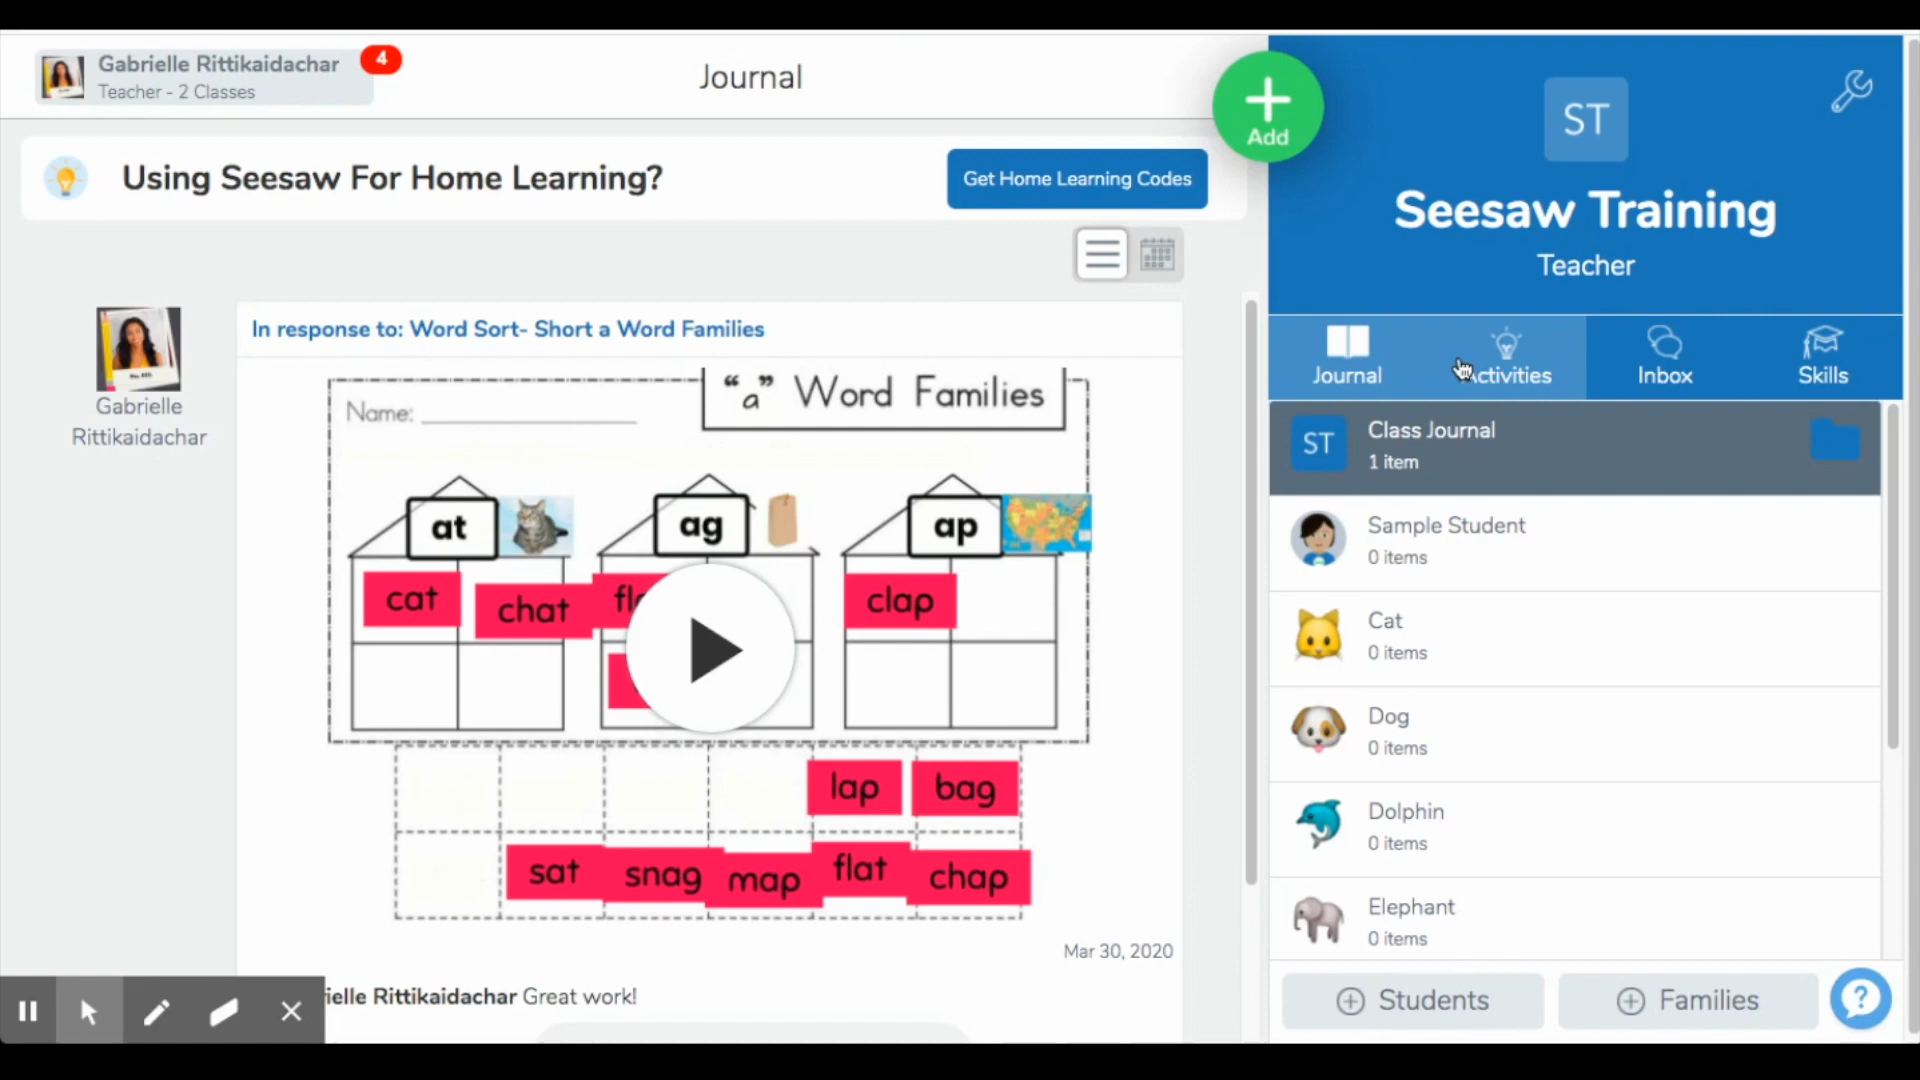 Gabrielle Rittikaidachar
4
Teacher - 2 Classes
Journal
Add
Using Seesaw For Home Learning?
Get Home Learning Codes
Gabrielle
Rittikaidachar
In response to: Word Sort- Short a Word Families
Name:
"a" Word Families
at
ag
ap
cat
chat
clap
lap
bag
sat
snag
map
flat
chap
Mar 30, 2020
ielle Rittikaidachar Great work!
ST
Seesaw Training
Teacher
Journal
ctivities
Inbox
Skills
ST
Class Journal
1 item
Sample Student
0 items
Cat
0 items
Dog
0 items
Dolphin
0 items
Elephant
0 items
Students
Families
?